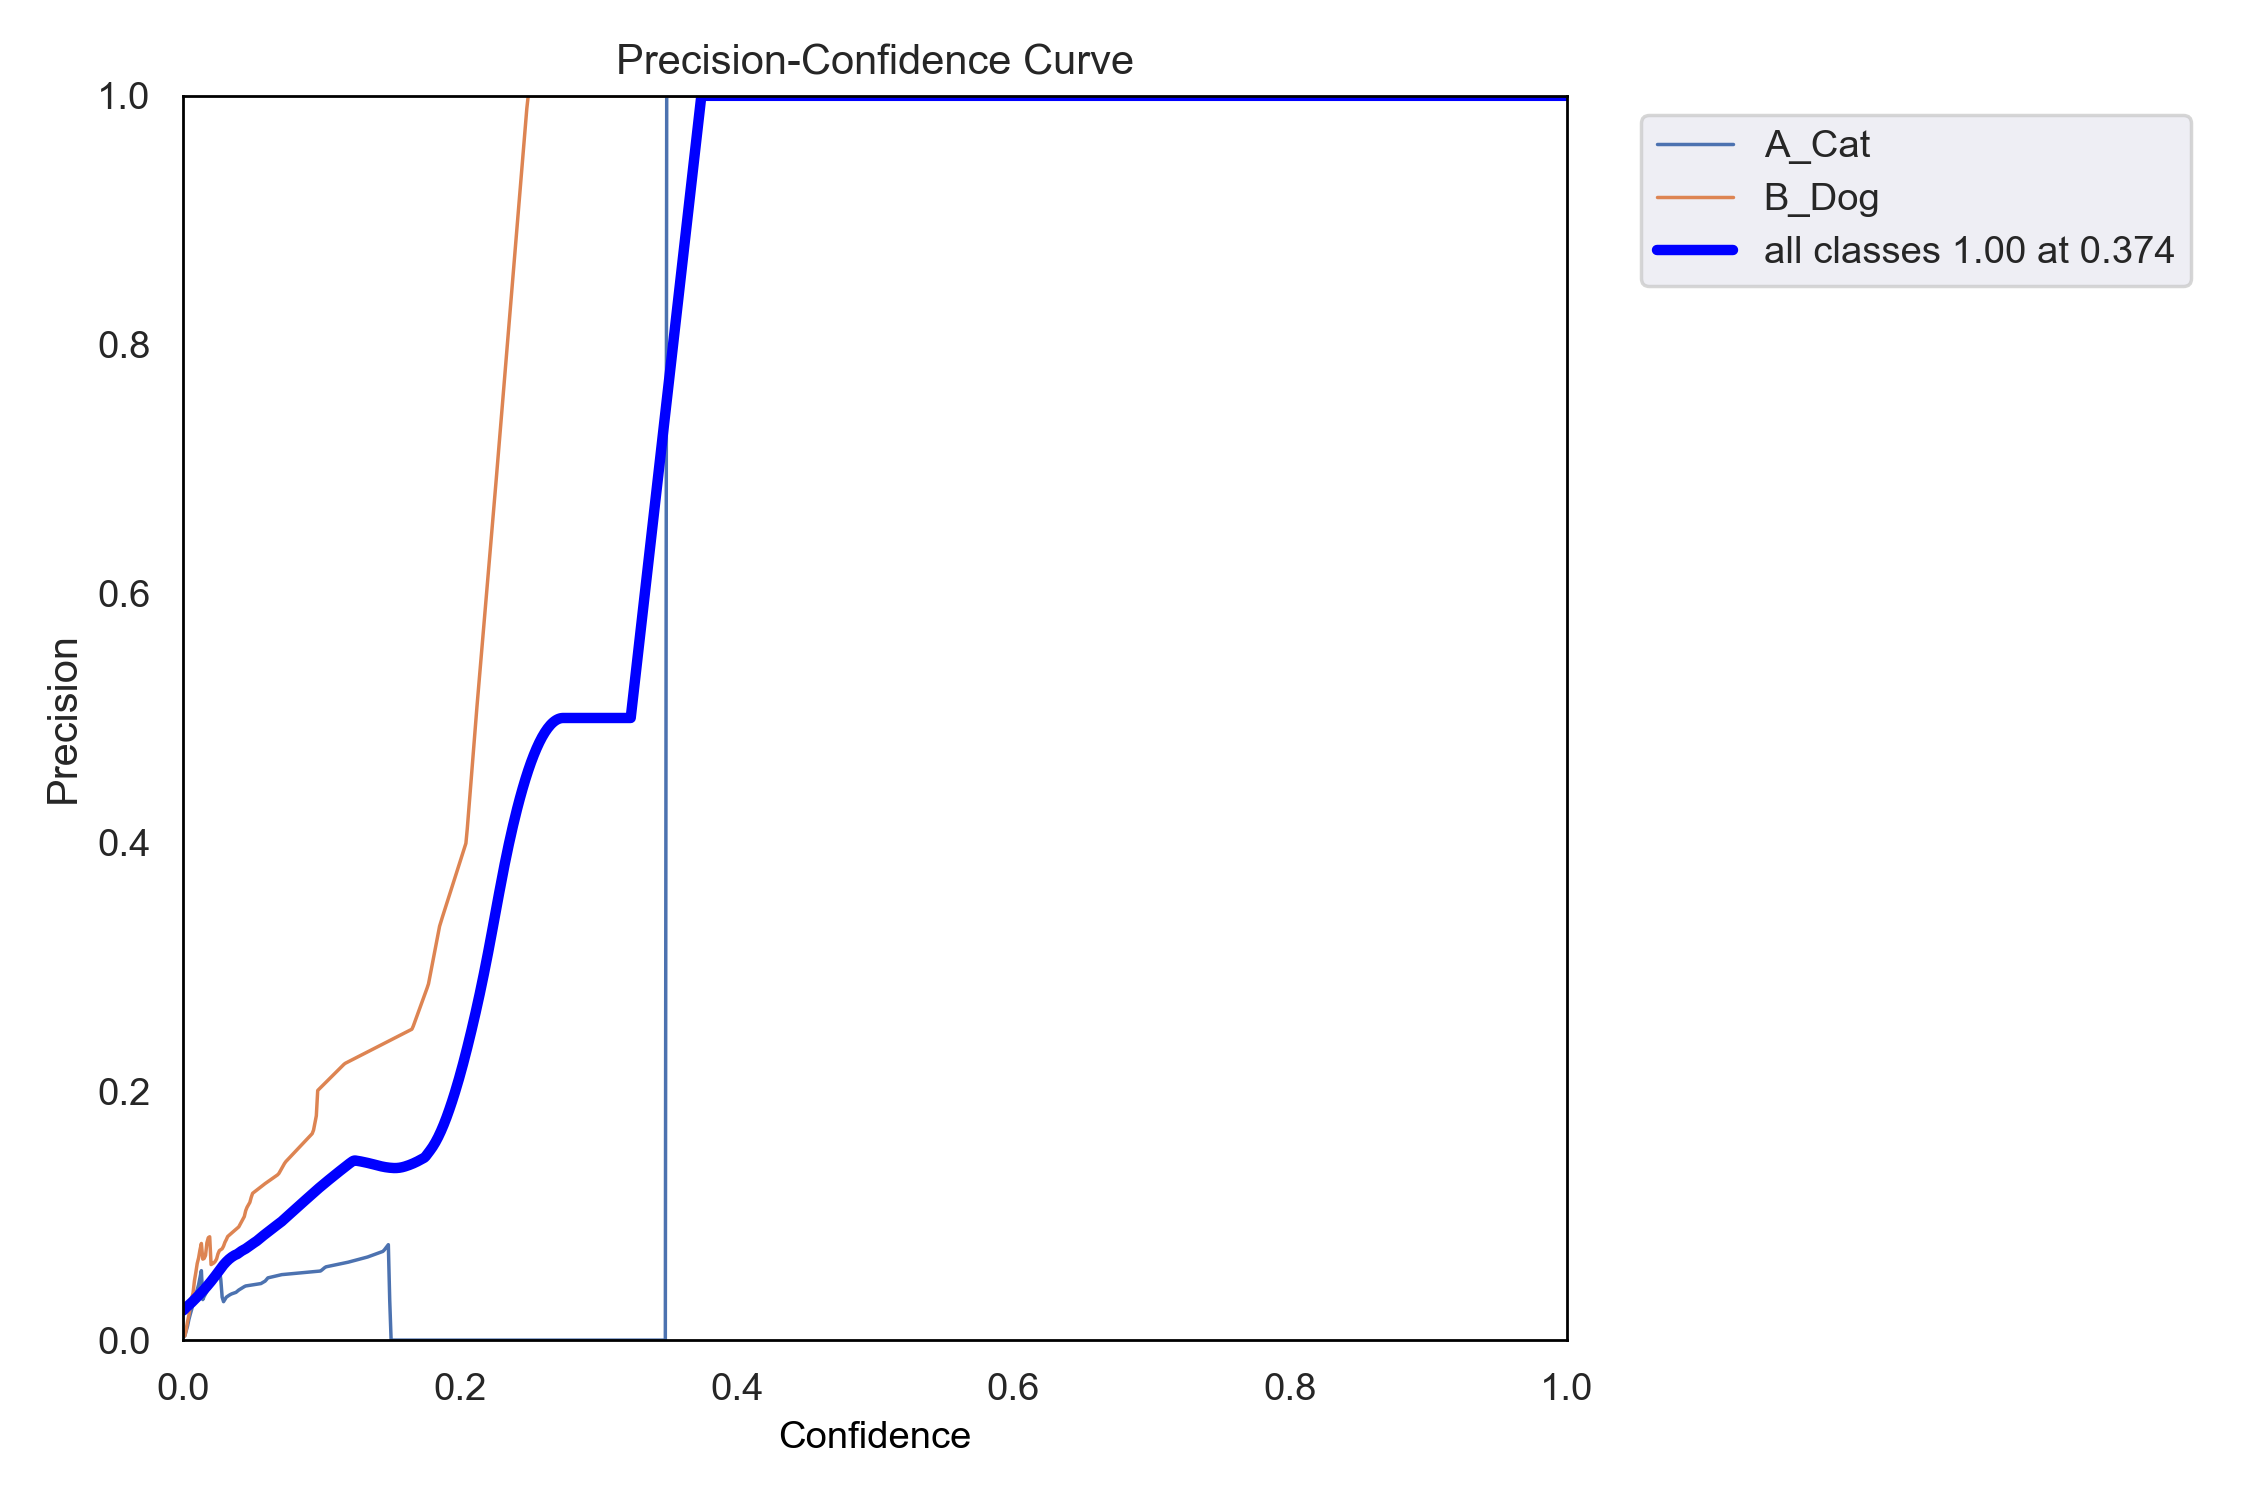 Precision-Confidence Curve
1.0
0.8
0.6
0.4
0.2
0.0
Precision
0.0 0.2 0.4 0.6 0.8 1.0
Confidence
A_Cat
B_Dog
all classes 1.00 at 0.374